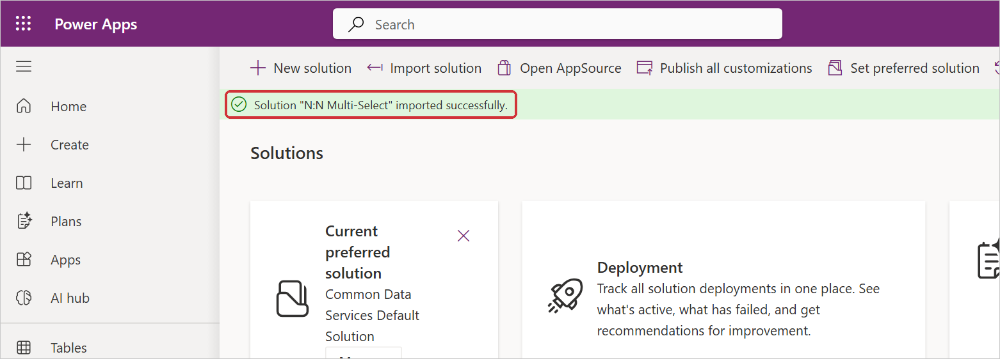 Power Apps
Search
New solution
Import solution
Open AppSource
Publish all customizations
Set preferred solution
Solution "N:N Multi-Select" imported successfully.
Home
Create
Learn
Plans
Apps
AI hub
Tables
Solutions
Current
preferred
solution
Common Data
Services Default
Solution
Deployment
Track all solution deployments in one place. See
what's active, what has failed, and get
recommendations for improvement.